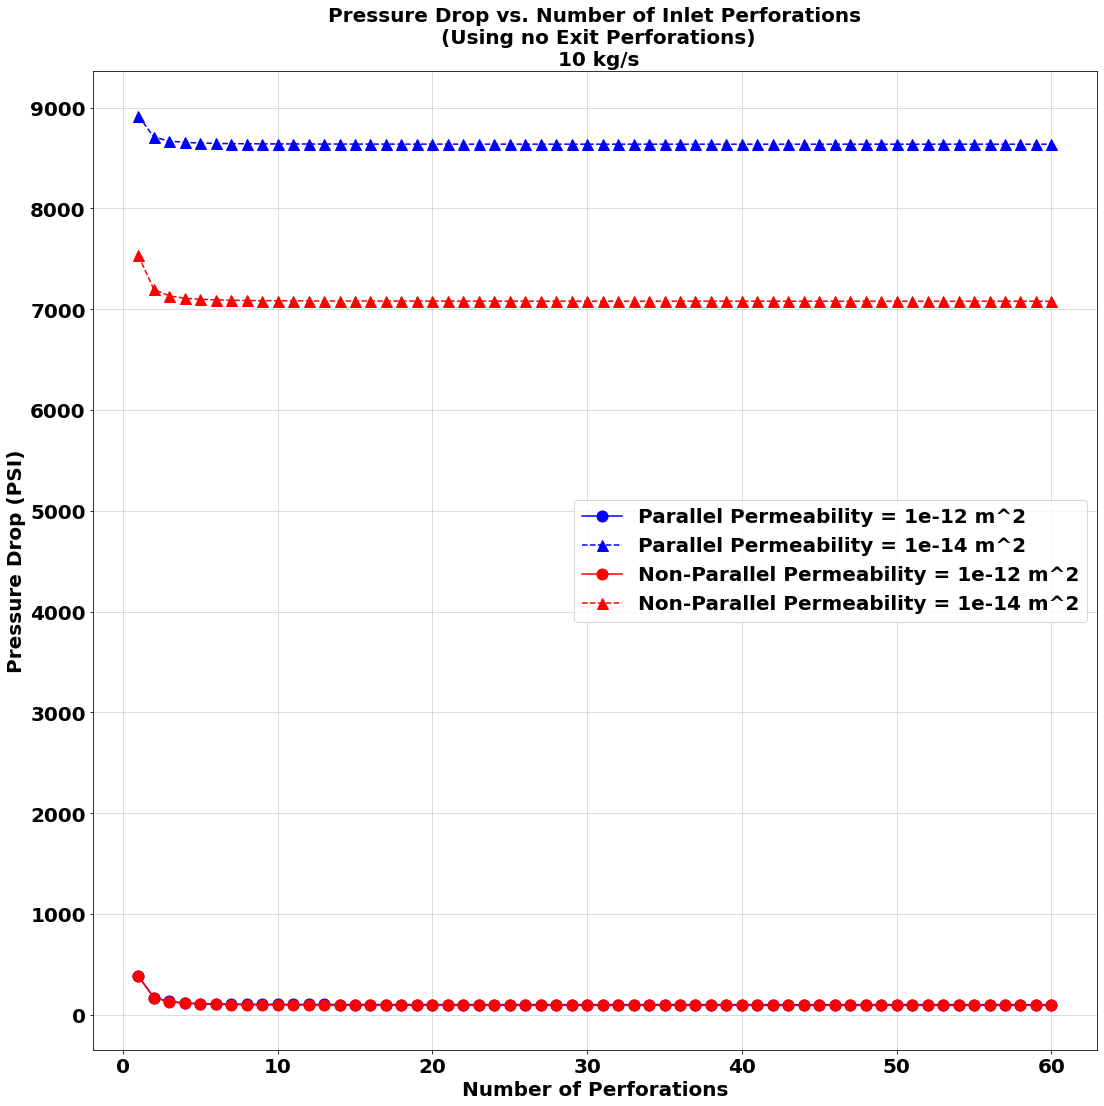 Pressure Drop vs. Number of Inlet Perforations
(Using no Exit Perforations)
10 kg/s
Pressure Drop (PSI)
9000
8000
7000
6000
5000
4000
3000
2000
1000
0
Parallel Permeability = 1e-12 m^2
Parallel Permeability = 1e-14 m^2
Non-Parallel Permeability = 1e-12 m^2
Non-Parallel Permeability = 1e-14 m^2
0 10 20 30 40 50 60
Number of Perforations